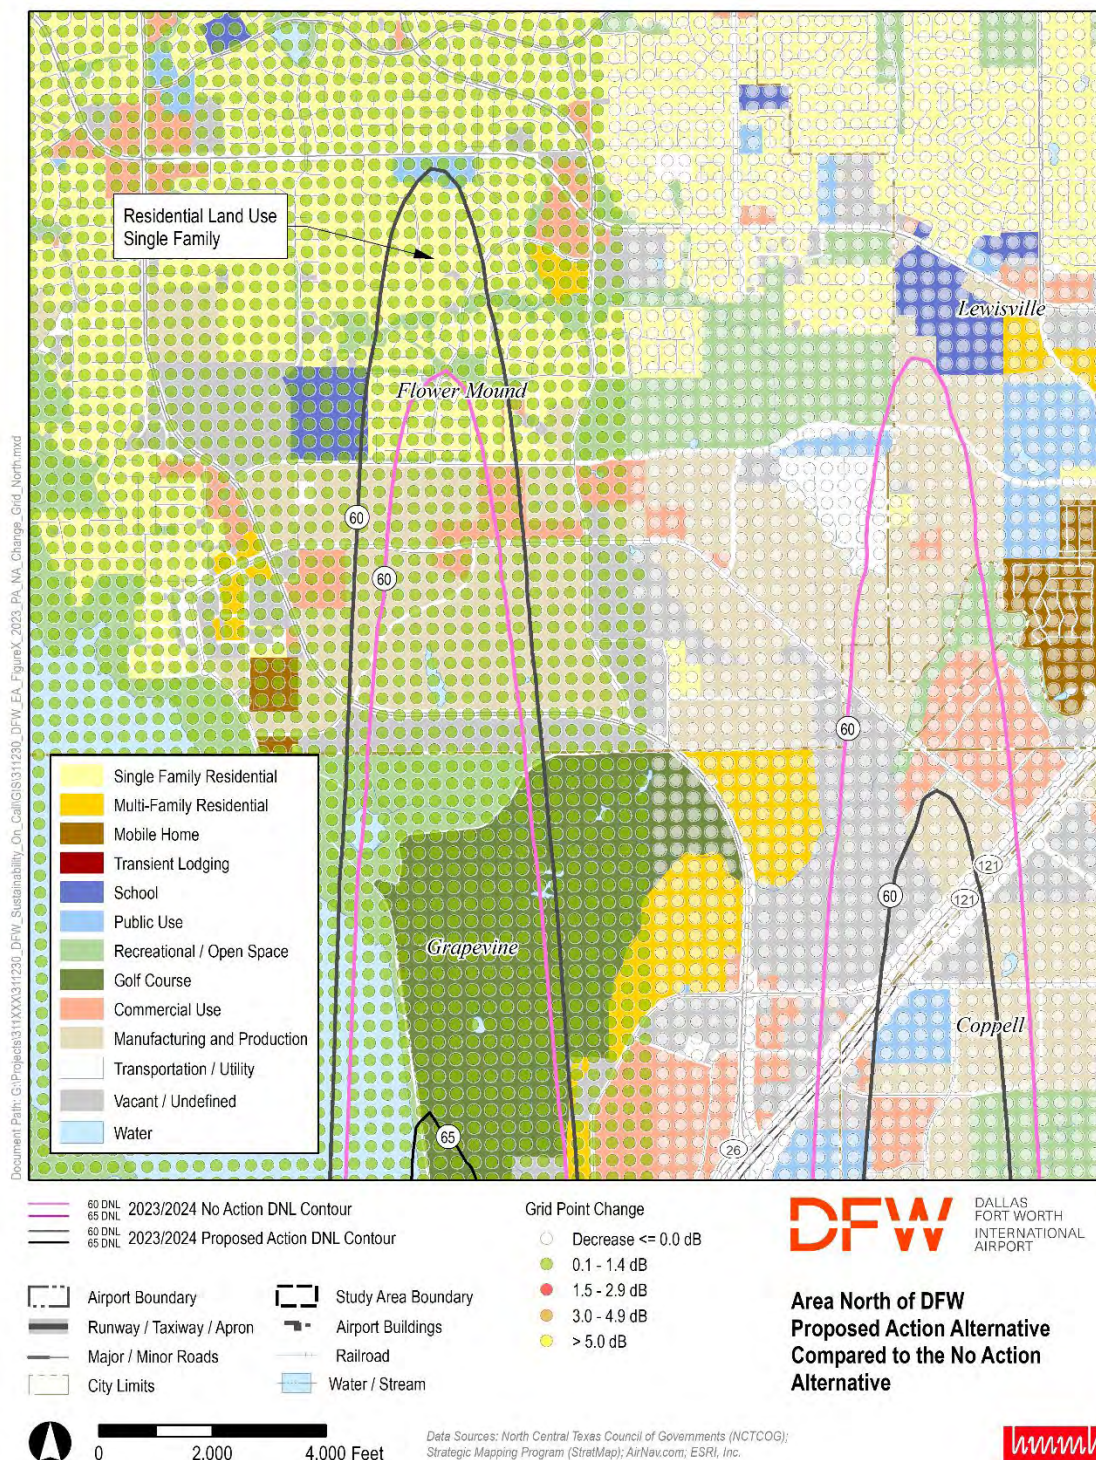 Residential Land Use
Single Family
Lewisville
Flower Mound
60
60
60
121
60
121
Grapevine
Coppell
65
26
Single Family Residential
Multi-Family Residential
Mobile Home
Transient Lodging
School
Public Use
Recreational / Open Space
Golf Course
Commercial Use
Manufacturing and Production
Transportation / Utility
Vacant / Undefined
Water
Document Path: G:\Projects\311XXX\311230_DFW_Sustainability_On_Call\GIS\311230_DFW_EA_FigureX_2023_PA_NA_Change_Grid_North.mxd
60 DNL
65 DNL
2023/2024 No Action DNL Contour
60 DNL
65 DNL
2023/2024 Proposed Action DNL Contour
Airport Boundary
Runway / Taxiway / Apron
Major / Minor Roads
City Limits
Study Area Boundary
Airport Buildings
Railroad
Water / Stream
Grid Point Change
Decrease <= 0.0 dB
0.1 - 1.4 dB
1.5 - 2.9 dB
3.0 - 4.9 dB
> 5.0 dB
DFW
DALLAS
FORT WORTH
INTERNATIONAL
AIRPORT
Area North of DFW
Proposed Action Alternative
Compared to the No Action
Alternative
0 2,000 4,000 Feet
Data Sources: North Central Texas Council of Governments (NCTCOG);
Strategic Mapping Program (StratMap); AirNav.com; ESRI, Inc.
hmmh